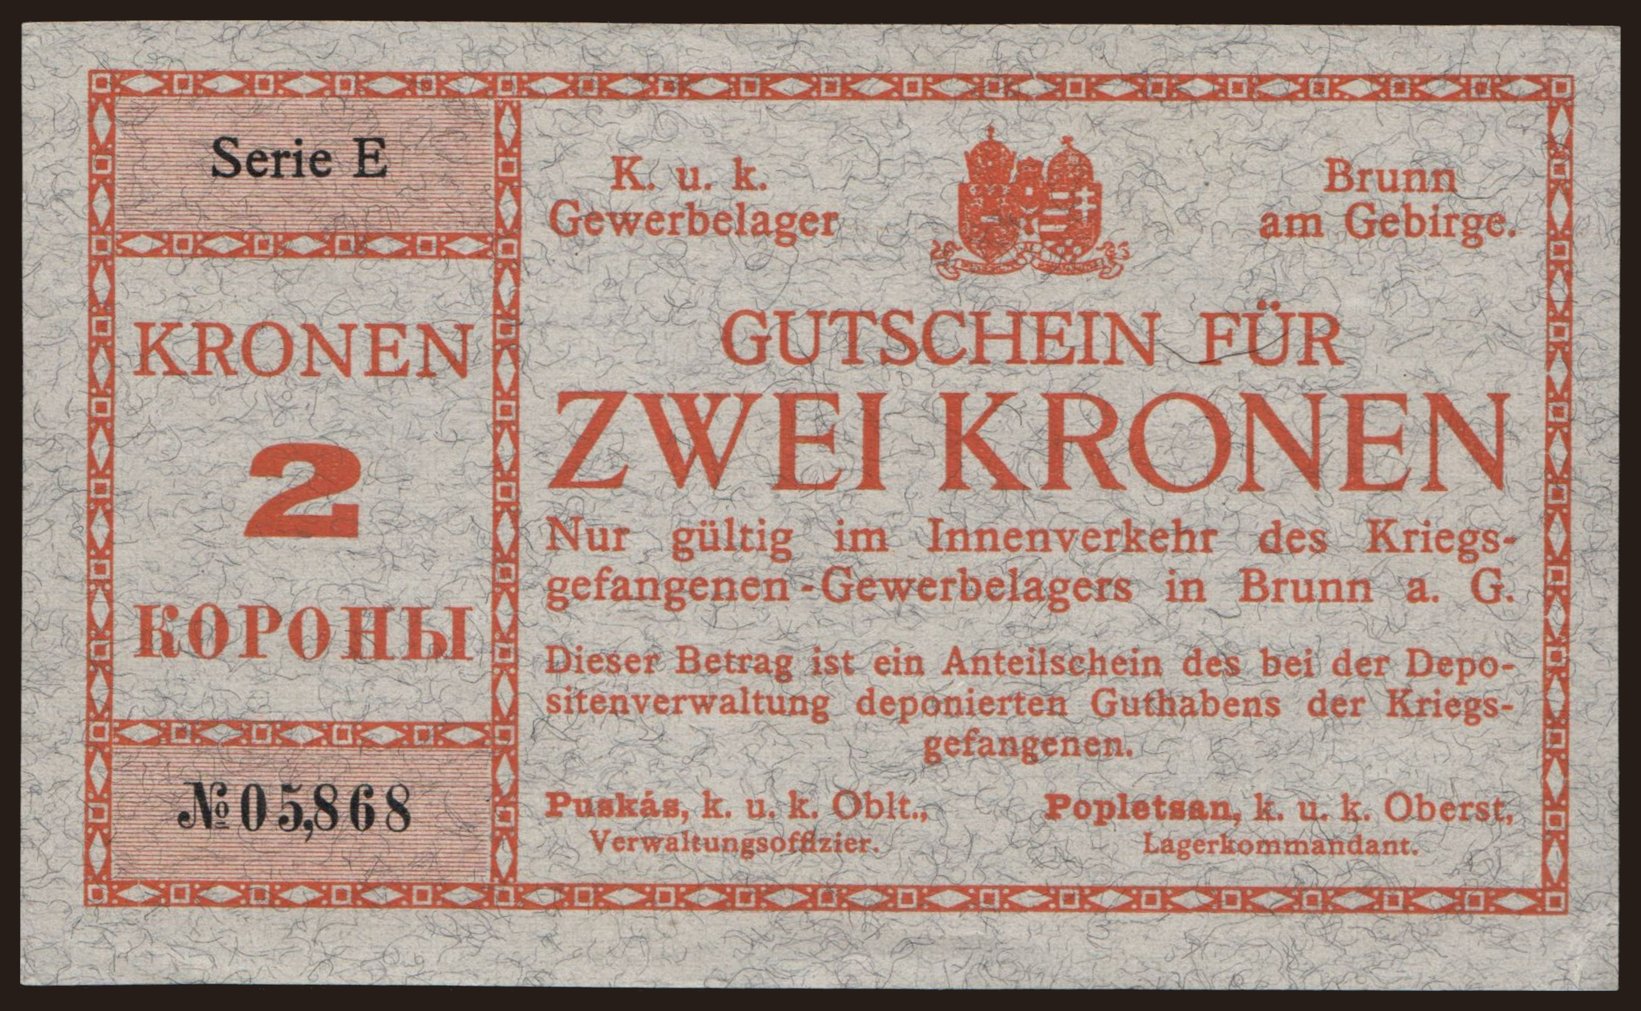 Serie E
KRONEN
2
КОРОНЫ
№ 05,868
K. u. k.
Gewerbelager
Brunn
am Gebirge.
GUTSCHEIN FÜR
ZWEI KRONEN
Nur gültig im Innenverkehr des Kriegs-
gefangenen-Gewerbelagers in Brunn a. G.
Dieser Betrag ist ein Anteilschein des bei der Depo-
sitenverwaltung deponierten Guthabens der Kriegs-
gefangenen.
Puskás, k. u. k. Oblt.,
Verwaltungsoffizier.
Popletsan, k. u. k. Oberst,
Lagerkommandant.